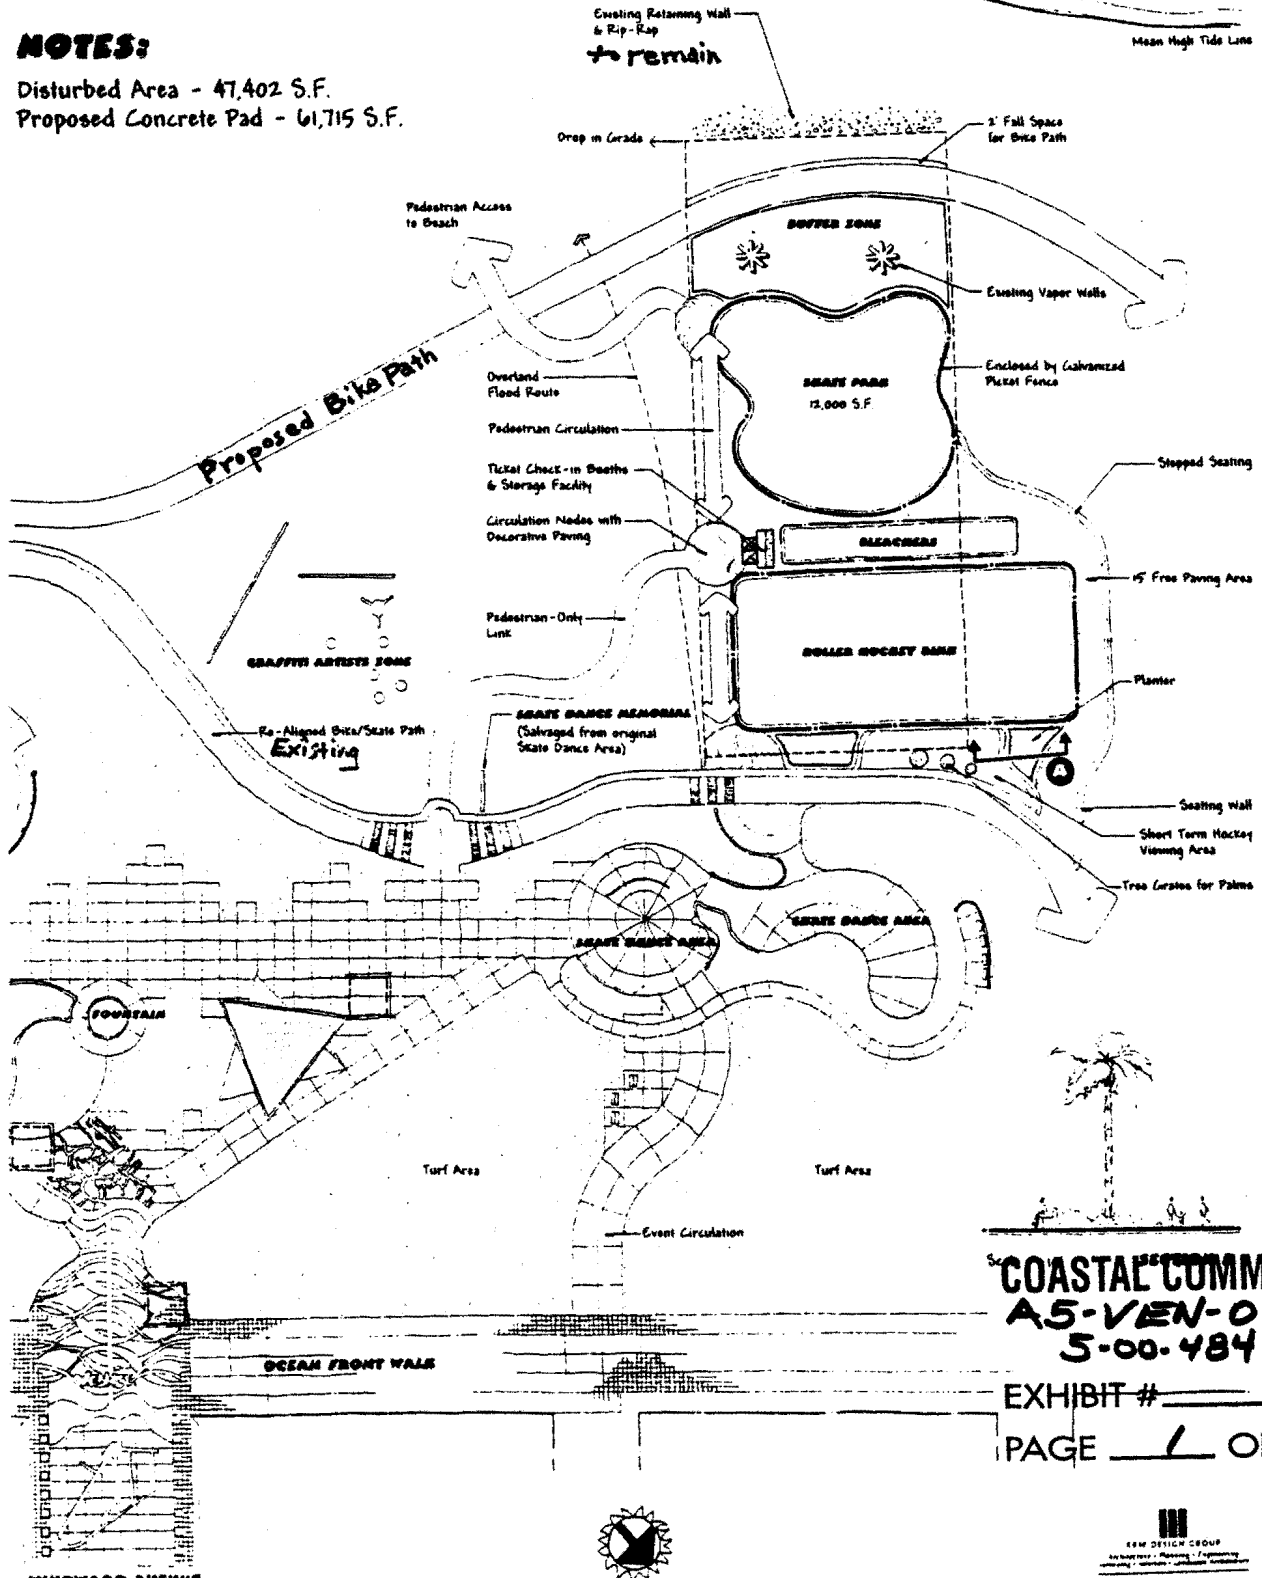 NOTES:
Disturbed Area - 47,402 S.F.
Proposed Concrete Pad - 61,715 S.F.
Existing Retaining Wall
& Rip-Rap
to remain
Mean High Tide Line
Drop in Grade
2' Fall Space
for Bike Path
Pedestrian Access
to Beach
BUFFER ZONE
Existing Vapor Wells
Proposed Bike Path
Overland
Flood Route
SKATE PARK
12,000 S.F.
Enclosed by Galvanized
Picket Fence
Pedestrian Circulation
Ticket Check-in Booths
& Storage Facility
Stepped Seating
Circulation Nodes with
Decorative Paving
BLEACHERS
15' Free Paving Area
Pedestrian-Only
Link
GRAFFITI ARTISTS ZONE
ROLLER HOCKEY RINK
Planter
Re-Aligned Bike/Skate Path
Existing
SKATE DANCE MEMORIAL
(Salvaged from original
Skate Dance Area)
A
Seating Wall
Short Term Hockey
Viewing Area
Tree Grates for Palms
SKATE DANCE AREA
SKATE DANCE AREA
FOUNTAIN
Turf Area
Turf Area
Event Circulation
COASTAL COMM
A5-VEN-0
5-00-484
OCEAN FRONT WALK
EXHIBIT #
PAGE 1 O
RRM DESIGN GROUP
WINDWARD AVENUE